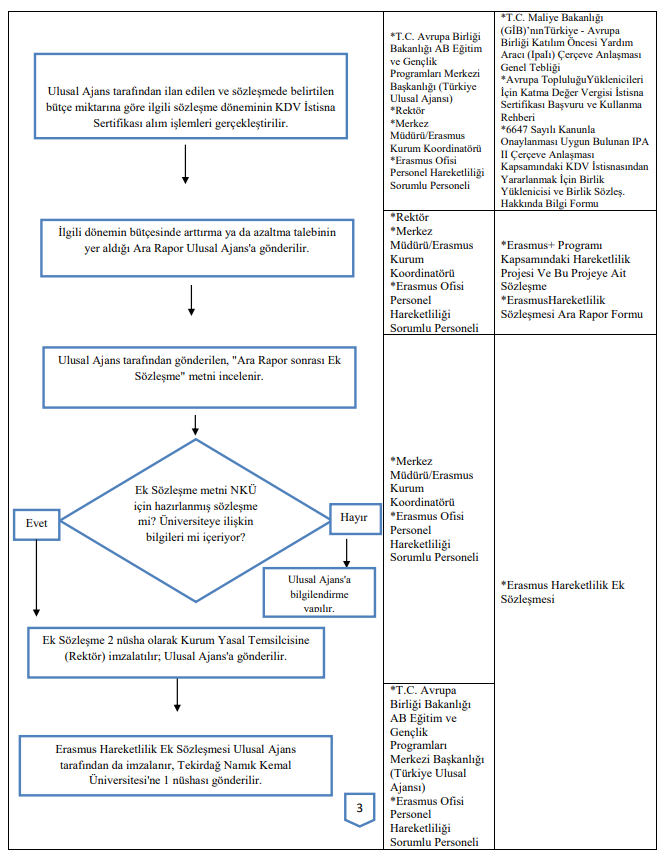 Ulusal Ajans tarafından ilan edilen ve sözleşmede belirtilen
bütçe miktarına göre ilgili sözleşme döneminin KDV İstisna
Sertifikası alım işlemleri gerçekleştirilir.
*T.C. Avrupa Birliği
Bakanlığı AB Eğitim
ve Gençlik
Programları Merkezi
Başkanlığı (Türkiye
Ulusal Ajansı)
*Rektör
*Merkez
Müdürü/Erasmus
Kurum Koordinatörü
*Erasmus Ofisi
Personel Hareketliliği
Sorumlu Personeli
*T.C. Maliye Bakanlığı
(GİB)’nınTürkiye - Avrupa
Birliği Katılım Öncesi Yardım
Aracı (IpaI) Çerçeve Anlaşması
Genel Tebliği
*Avrupa TopluluğuYüklenicileri
İçin Katma Değer Vergisi İstisna
Sertifikası Başvuru ve Kullanma
Rehberi
*6647 Sayılı Kanunla
Onaylanması Uygun Bulunan IPA
II Çerçeve Anlaşması
Kapsamındaki KDV İstisnasından
Yararlanmak İçin Birlik
Yüklenicisi ve Birlik Sözleş.
Hakkında Bilgi Formu
İlgili dönemin bütçesinde arttırma ya da azaltma talebinin
yer aldığı Ara Rapor Ulusal Ajans'a gönderilir.
*Rektör
*Merkez
Müdürü/Erasmus
Kurum
Koordinatörü
*Erasmus Ofisi
Personel
Hareketliliği
Sorumlu Personeli
*Erasmus+ Programı
Kapsamındaki Hareketlilik
Projesi Ve Bu Projeye Ait
Sözleşme
*ErasmusHareketlilik
Sözleşmesi Ara Rapor Formu
Ulusal Ajans tarafından gönderilen, "Ara Rapor sonrası Ek
Sözleşme" metni incelenir.
Ek Sözleşme metni NKÜ
için hazırlanmış sözleşme
mi? Üniversiteye ilişkin
bilgileri mi içeriyor?
Evet
Hayır
Ulusal Ajans'a
bilgilendirme
yapılır.
*Merkez
Müdürü/Erasmus
Kurum
Koordinatörü
*Erasmus Ofisi
Personel
Hareketliliği
Sorumlu Personeli
*Erasmus Hareketlilik Ek
Sözleşmesi
Ek Sözleşme 2 nüsha olarak Kurum Yasal Temsilcisine
(Rektör) imzalatılır; Ulusal Ajans'a gönderilir.
Erasmus Hareketlilik Ek Sözleşmesi Ulusal Ajans
tarafından da imzalanır, Tekirdağ Namık Kemal
Üniversitesi'ne 1 nüshası gönderilir.
*T.C. Avrupa
Birliği Bakanlığı
AB Eğitim ve
Gençlik
Programları
Merkezi Başkanlığı
(Türkiye Ulusal
Ajansı)
*Erasmus Ofisi
Personel
Hareketliliği
Sorumlu Personeli
3